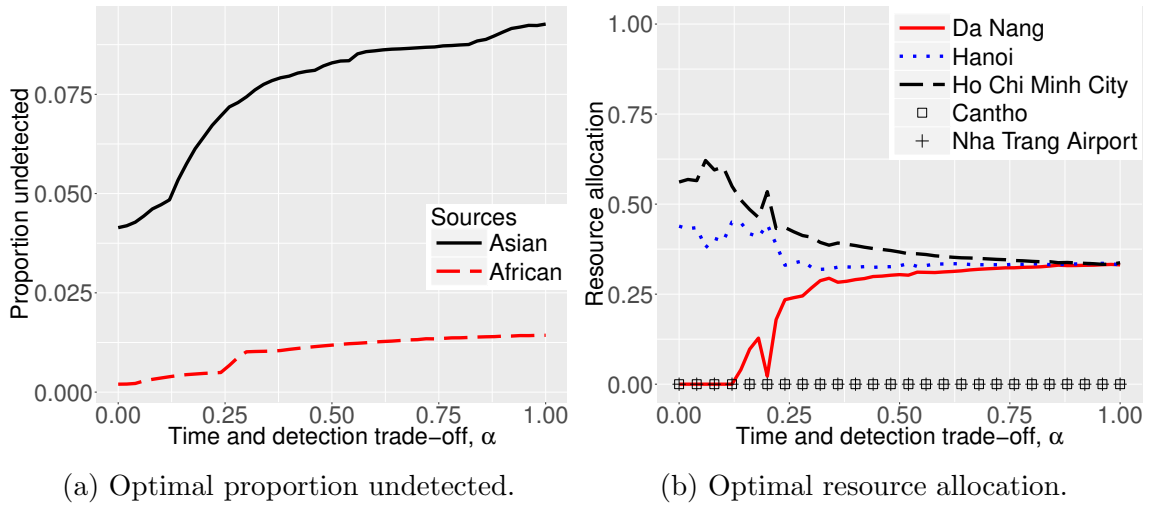 Proportion undetected
0.075
0.050
0.025
0.000
Sources
Asian
African
0.00 0.25 0.50 0.75 1.00
Time and detection trade−off, α
(a) Optimal proportion undetected.
Resource allocation
1.00
0.75
0.50
0.25
0.00
Da Nang
Hanoi
Ho Chi Minh City
Cantho
Nha Trang Airport
0.00 0.25 0.50 0.75 1.00
Time and detection trade−off, α
(b) Optimal resource allocation.